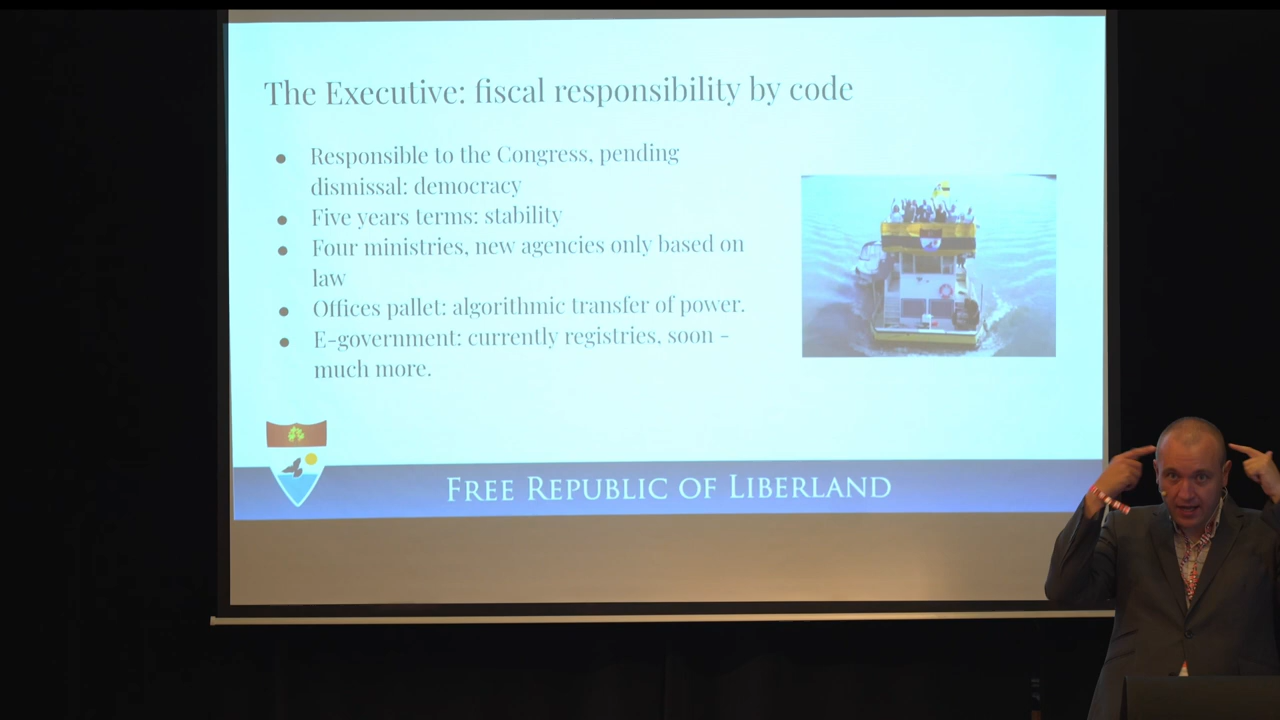 The Executive: fiscal responsibility by code
● Responsible to the Congress, pending
dismissal: democracy
● Five years terms: stability
● Four ministries, new agencies only based on
law
● Offices pallet: algorithmic transfer of power.
● E-government: currently registries, soon -
much more.
FREE REPUBLIC OF LIBERLAND